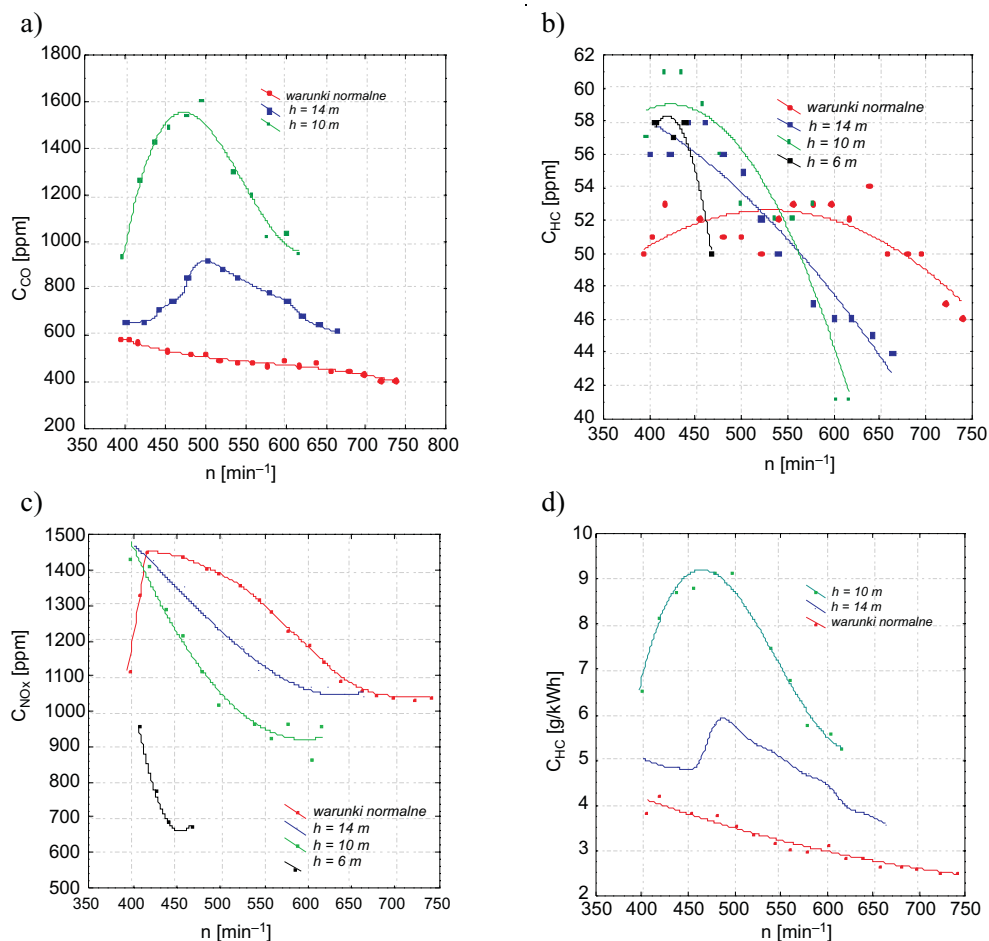 a)
1800
1600
1400
1200
1000
800
600
400
200
C_CO [ppm]
warunki normalne
h = 14 m
h = 10 m
350 400 450 500 550 600 650 700 750 800
n [min⁻¹]
b)
62
60
58
56
54
52
50
48
46
44
42
40
C_HC [ppm]
warunki normalne
h = 14 m
h = 10 m
h = 6 m
350 400 450 500 550 600 650 700 750
n [min⁻¹]
c)
1500
1400
1300
1200
1100
1000
900
800
700
600
500
C_NOx [ppm]
warunki normalne
h = 14 m
h = 10 m
h = 6 m
350 400 450 500 550 600 650 700 750
n [min⁻¹]
d)
10
9
8
7
6
5
4
3
2
C_HC [g/kWh]
h = 10 m
h = 14 m
warunki normalne
350 400 450 500 550 600 650 700 750
n [min⁻¹]